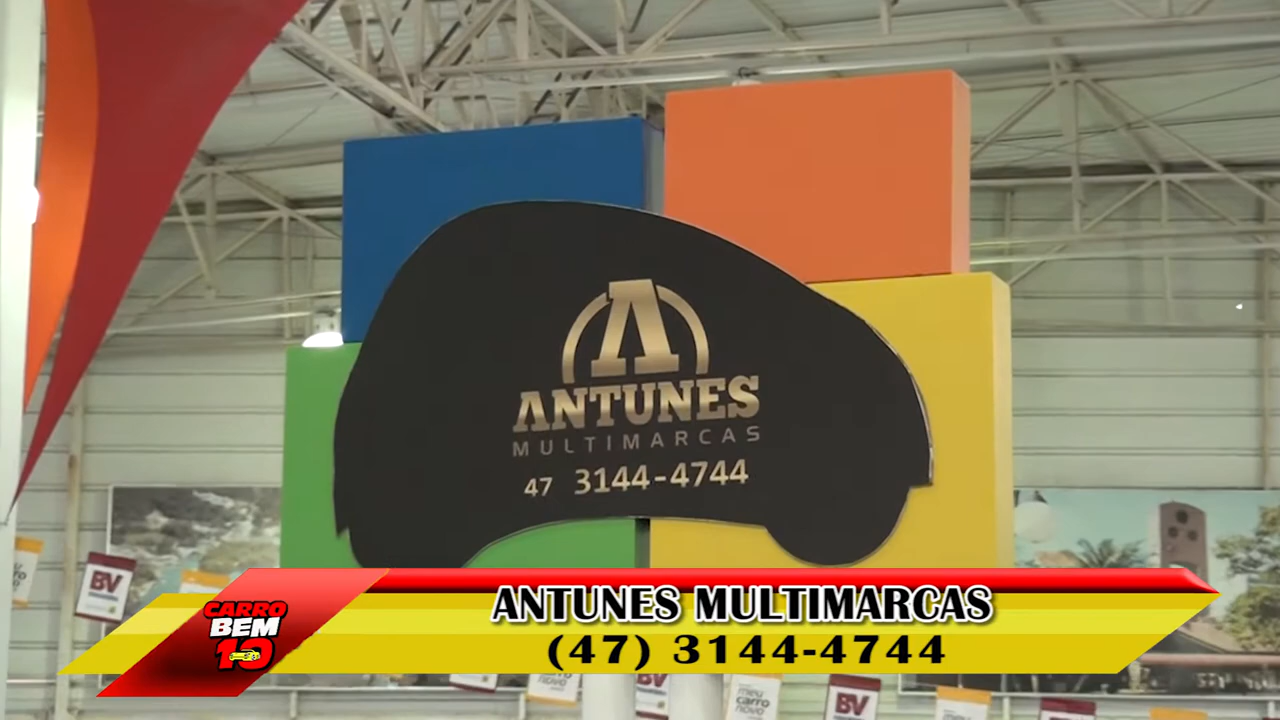 A
ANTUNES
MULTIMARCAS
47 3144-4744
BV
CARRO
BEM
10
ANTUNES MULTIMARCAS
(47) 3144-4744
BV
meu
carro
novo
BV
BV